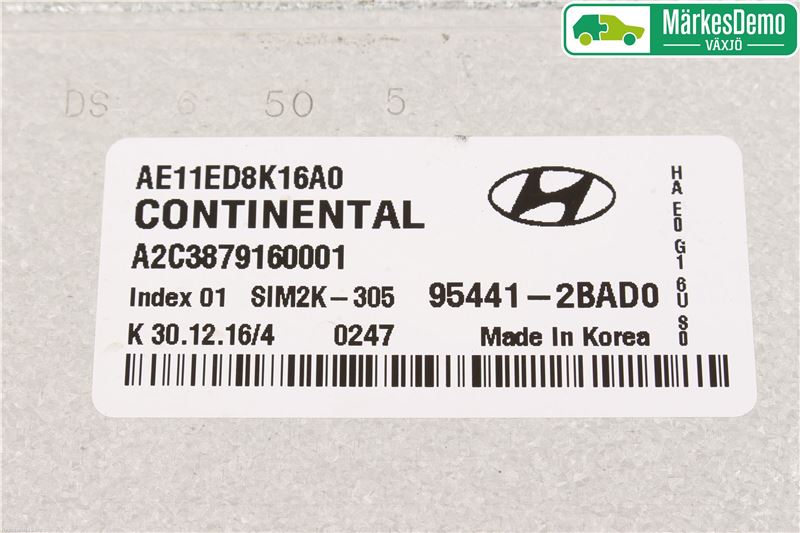 MärkesDemo
VÄXJÖ
DS 6 50 5
AE11ED8K16A0
CONTINENTAL
A2C3879160001
Index 01 SIM2K-305 95441-2BAD0
K 30.12.16/4 0247 Made In Korea
HA E0 G1 6U S0